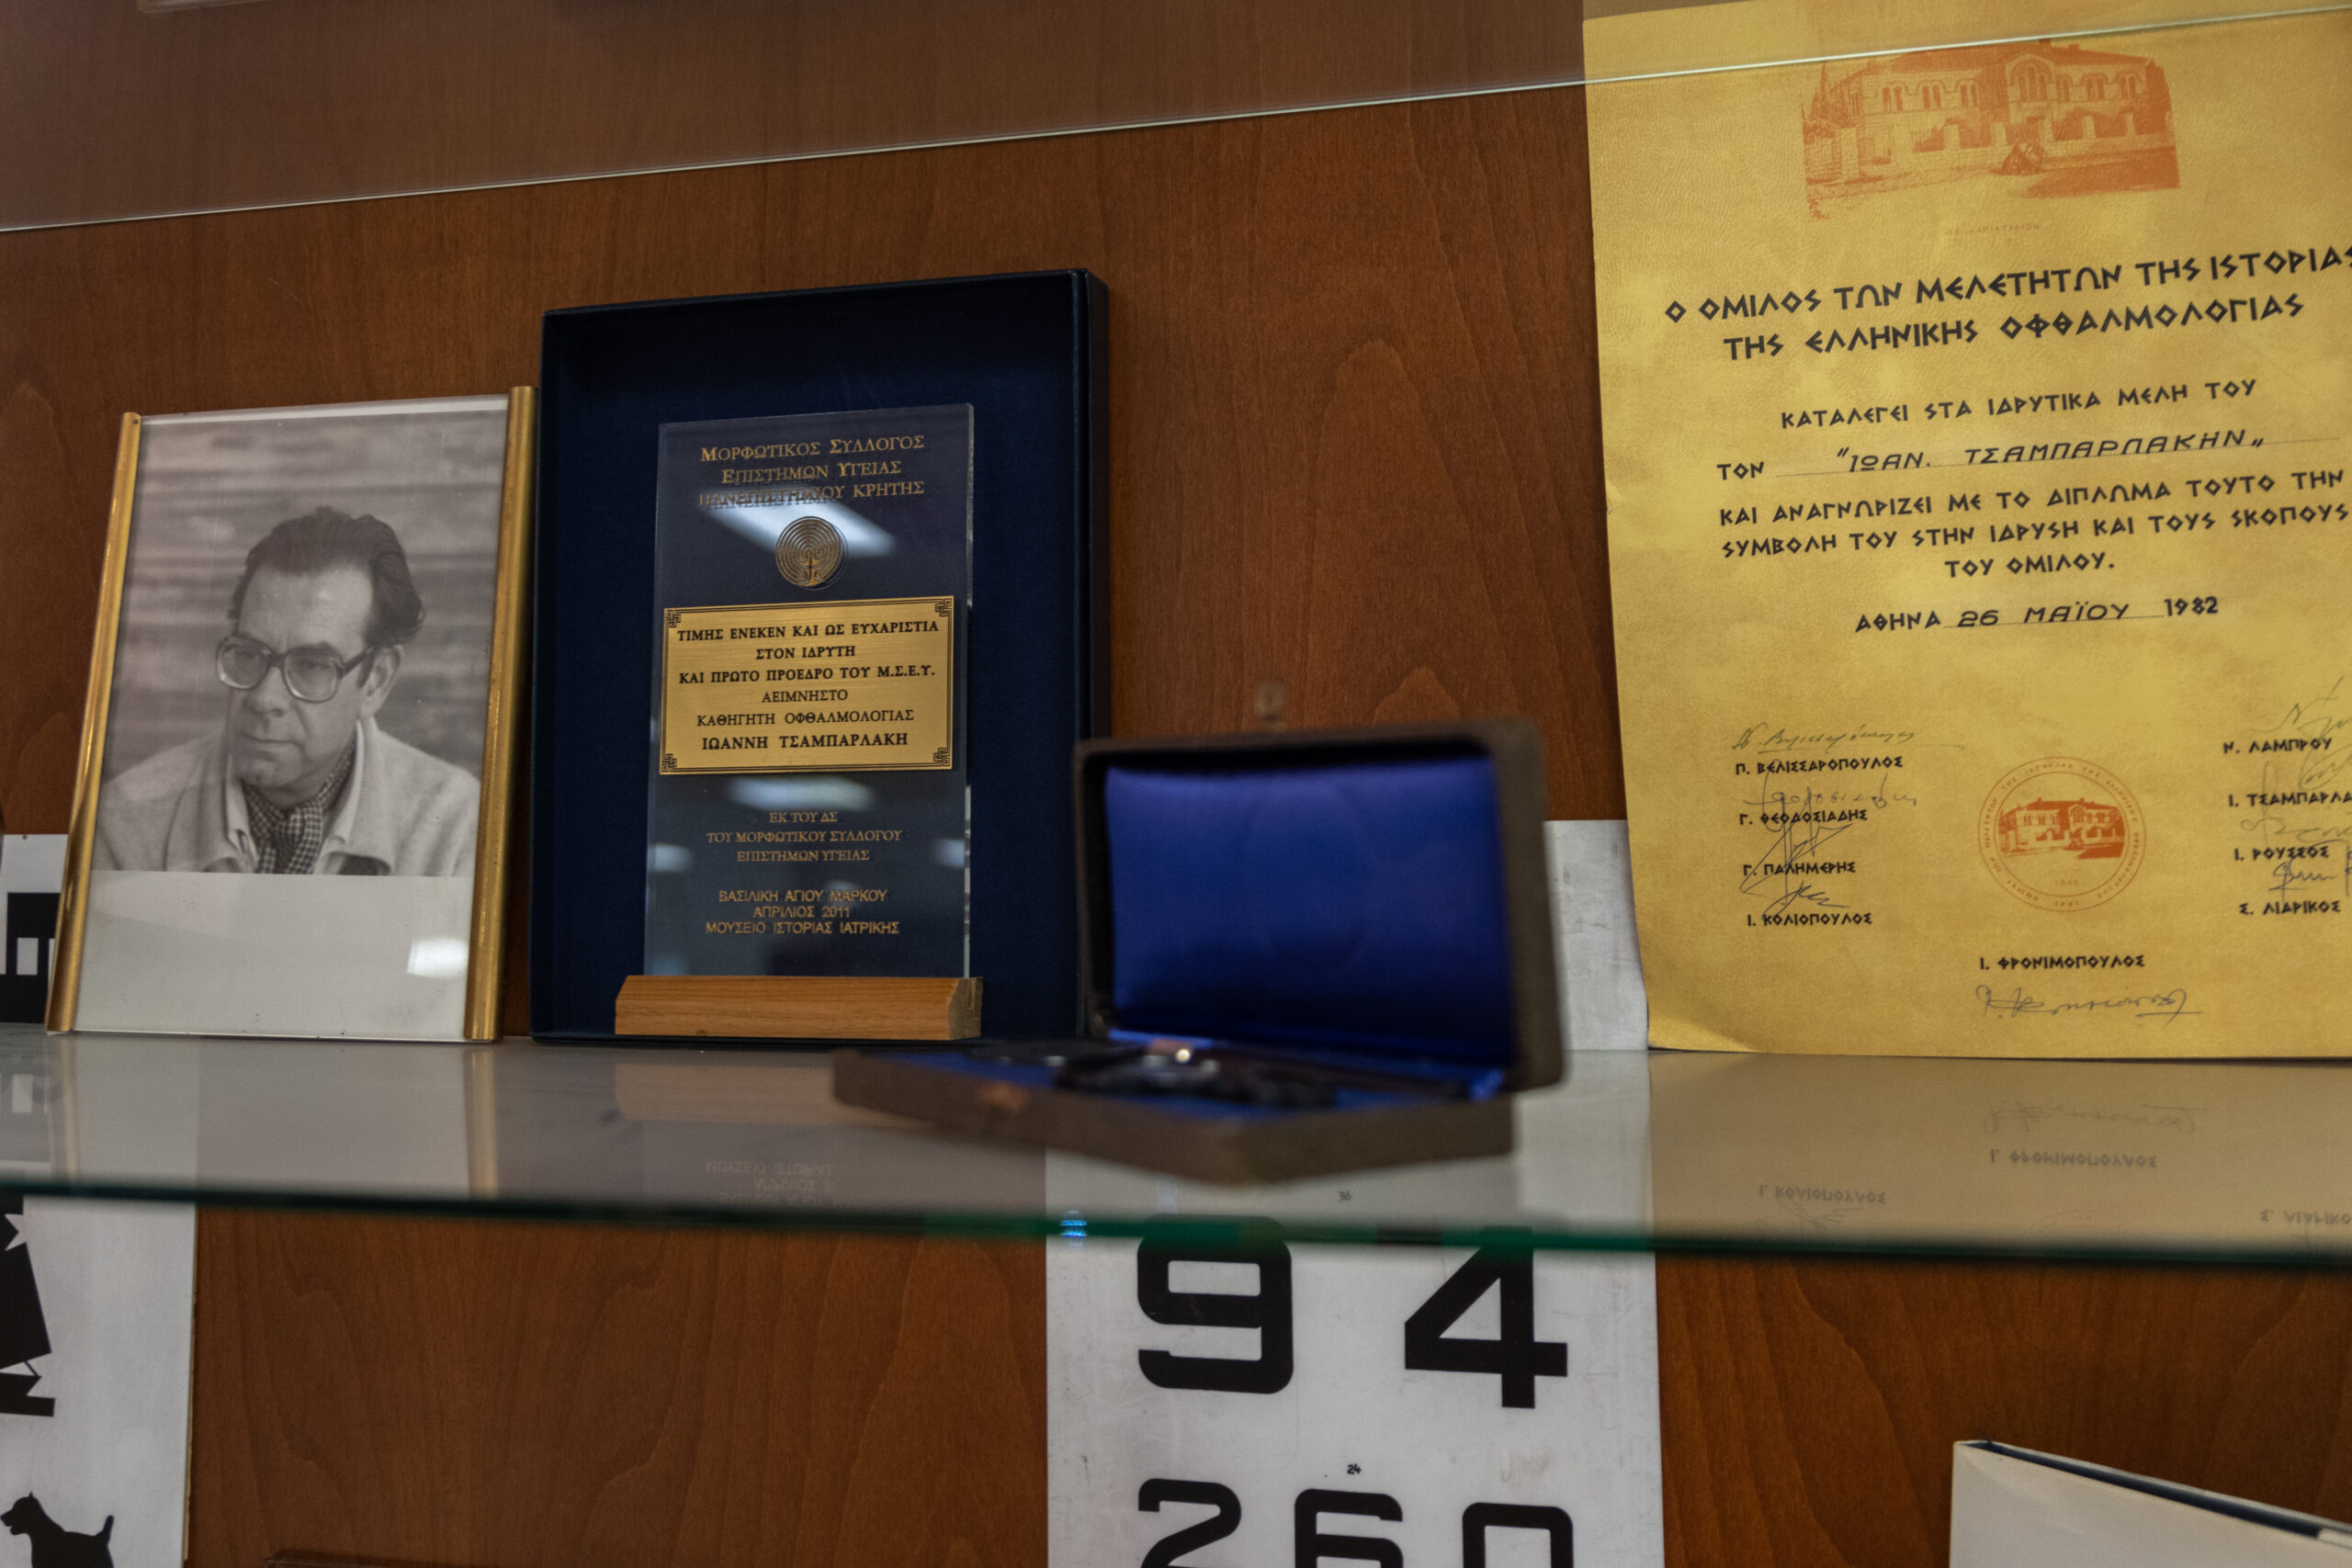 ΜΟΡΦΩΤΙΚΟΣ ΣΥΛΛΟΓΟΣ
ΕΠΙΣΤΗΜΩΝ ΥΓΕΙΑΣ
ΠΑΝΕΠΙΣΤΗΜΙΟΥ ΚΡΗΤΗΣ
ΤΙΜΗΣ ΕΝΕΚΕΝ ΚΑΙ ΩΣ ΕΥΧΑΡΙΣΤΙΑ
ΣΤΟΝ ΙΔΡΥΤΗ
ΚΑΙ ΠΡΩΤΟ ΠΡΟΕΔΡΟ ΤΟΥ Μ.Σ.Ε.Υ.
ΑΕΙΜΝΗΣΤΟ
ΚΑΘΗΓΗΤΗ ΟΦΘΑΛΜΟΛΟΓΙΑΣ
ΙΩΑΝΝΗ ΤΣΑΜΠΑΡΛΑΚΗ
ΕΚ ΤΟΥ ΔΣ
ΤΟΥ ΜΟΡΦΩΤΙΚΟΥ ΣΥΛΛΟΓΟΥ
ΕΠΙΣΤΗΜΩΝ ΥΓΕΙΑΣ
ΒΑΣΙΛΙΚΗ ΑΓΙΟΥ ΜΑΡΚΟΥ
ΑΠΡΙΛΙΟΣ 2011
ΜΟΥΣΕΙΟ ΙΣΤΟΡΙΑΣ ΙΑΤΡΙΚΗΣ
Ο ΟΜΙΛΟΣ ΤΩΝ ΜΕΛΕΤΗΤΩΝ ΤΗΣ ΙΣΤΟΡΙΑΣ
ΤΗΣ ΕΛΛΗΝΙΚΗΣ ΟΦΘΑΛΜΟΛΟΓΙΑΣ
ΚΑΤΑΛΕΓΕΙ ΣΤΑ ΙΔΡΥΤΙΚΑ ΜΕΛΗ ΤΟΥ
ΤΟΝ "ΙΩΑΝ. ΤΣΑΜΠΑΡΛΑΚΗΝ„
ΚΑΙ ΑΝΑΓΝΩΡΙΖΕΙ ΜΕ ΤΟ ΔΙΠΛΩΜΑ ΤΟΥΤΟ ΤΗΝ
ΣΥΜΒΟΛΗ ΤΟΥ ΣΤΗΝ ΙΔΡΥΣΗ ΚΑΙ ΤΟΥΣ ΣΚΟΠΟΥΣ
ΤΟΥ ΟΜΙΛΟΥ.
ΑΘΗΝΑ 26 ΜΑΪΟΥ 1982
Π. ΒΕΛΙΣΣΑΡΟΠΟΥΛΟΣ
Γ. ΘΕΟΔΟΣΙΑΔΗΣ
Γ. ΠΑΛΗΜΕΡΗΣ
Ι. ΚΟΛΙΟΠΟΥΛΟΣ
Ν. ΛΑΜΠΡΟΥ
Ι. ΤΣΑΜΠΑΡΛΑ
Ι. ΡΟΥΣΣΟΣ
Σ. ΛΙΑΡΙΚΟΣ
Ι. ΦΡΟΝΙΜΟΠΟΥΛΟΣ
36
9 4
24
2 6 0